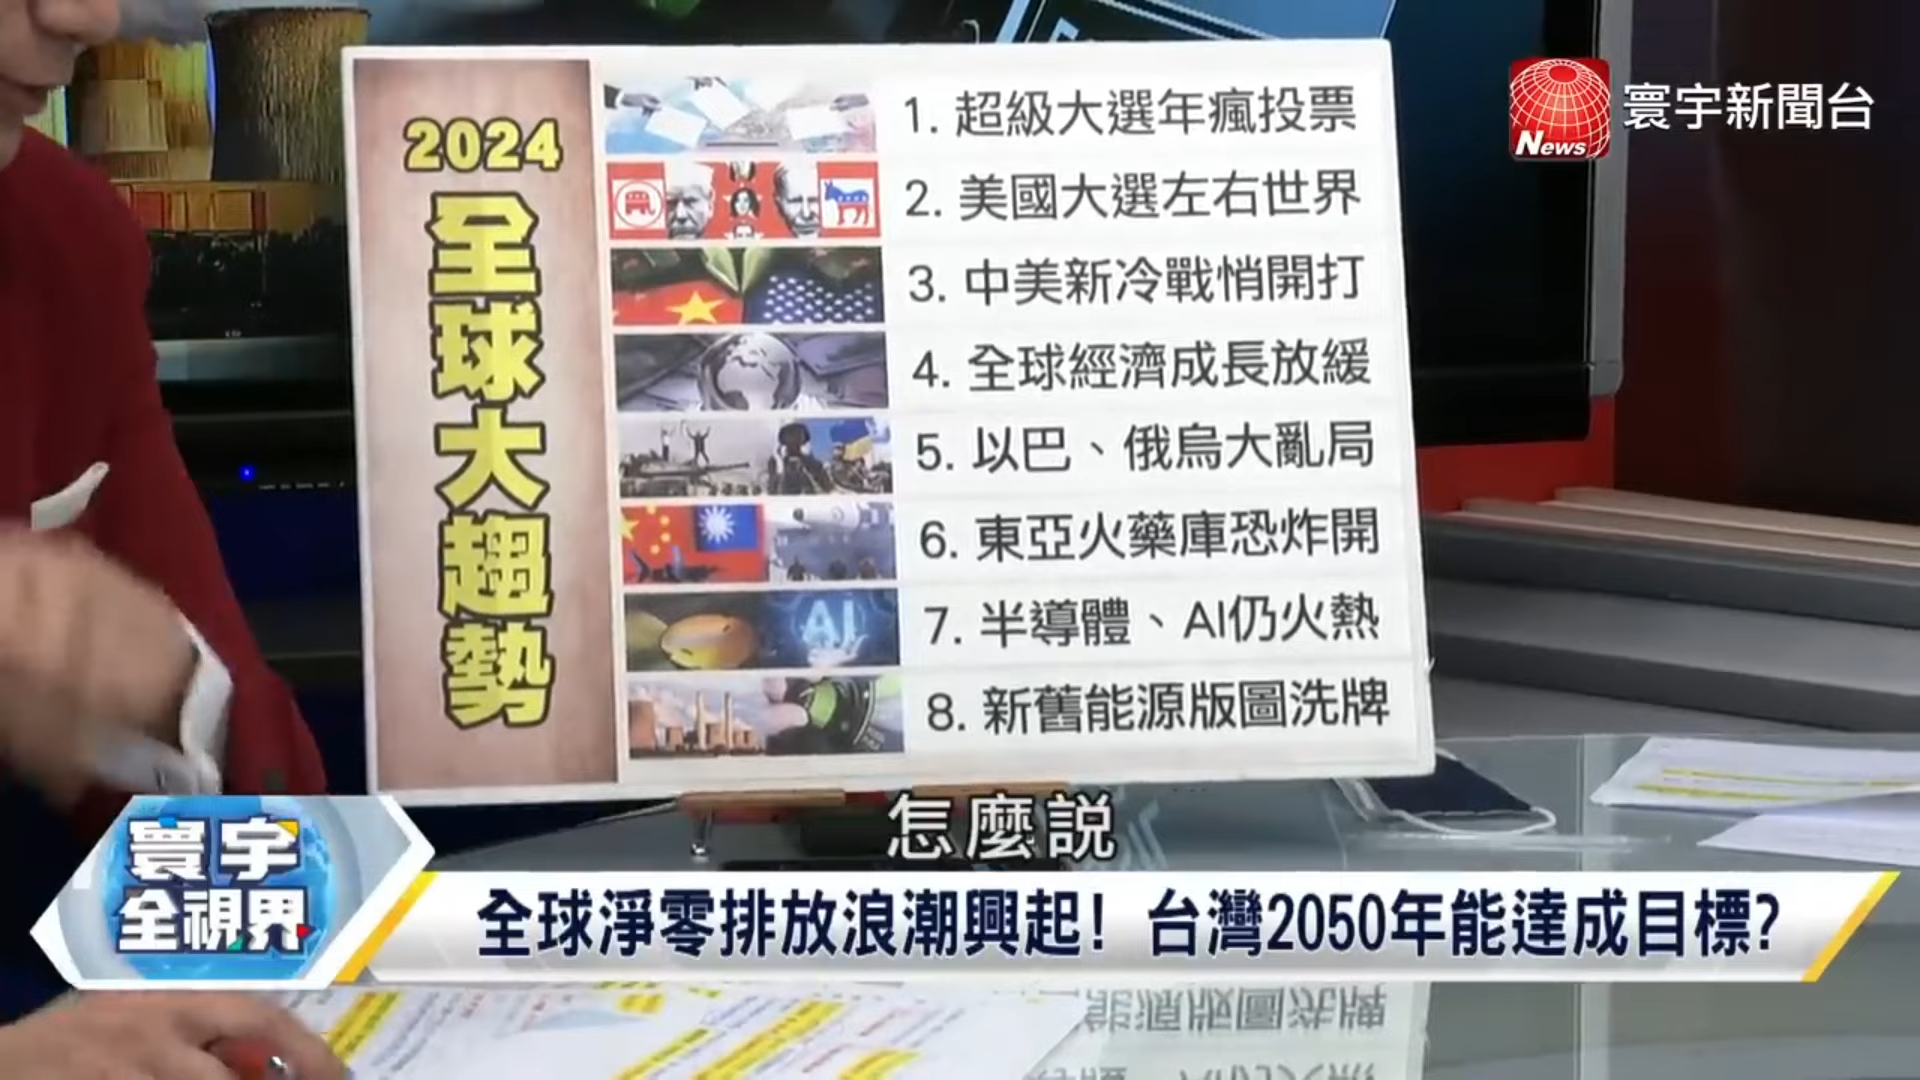 2024
全球大趨勢
1. 超級大選年瘋投票
2. 美國大選左右世界
3. 中美新冷戰悄開打
4. 全球經濟成長放緩
5. 以巴、俄烏大亂局
6. 東亞火藥庫恐炸開
AI
7. 半導體、AI仍火熱
8. 新舊能源版圖洗牌
News
寰宇新聞台
怎麼說
寰宇
全視界
全球淨零排放浪潮興起! 台灣2050年能達成目標?